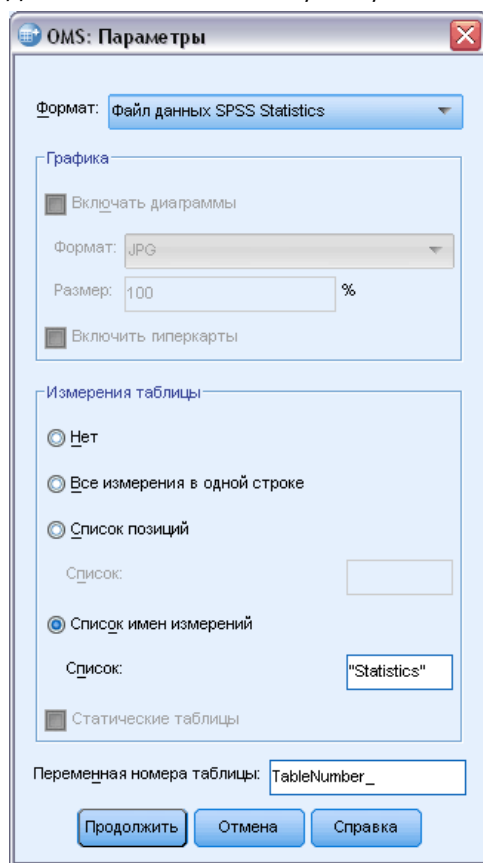 OMS: Параметры
Формат: Файл данных SPSS Statistics
Графика
Включать диаграммы
Формат: JPG
Размер: 100 %
Включить гиперкарты
Измерения таблицы
Нет
Все измерения в одной строке
Список позиций
Список:
Список имен измерений
Список: "Statistics"
Статические таблицы
Переменная номера таблицы: TableNumber_
Продолжить Отмена Справка